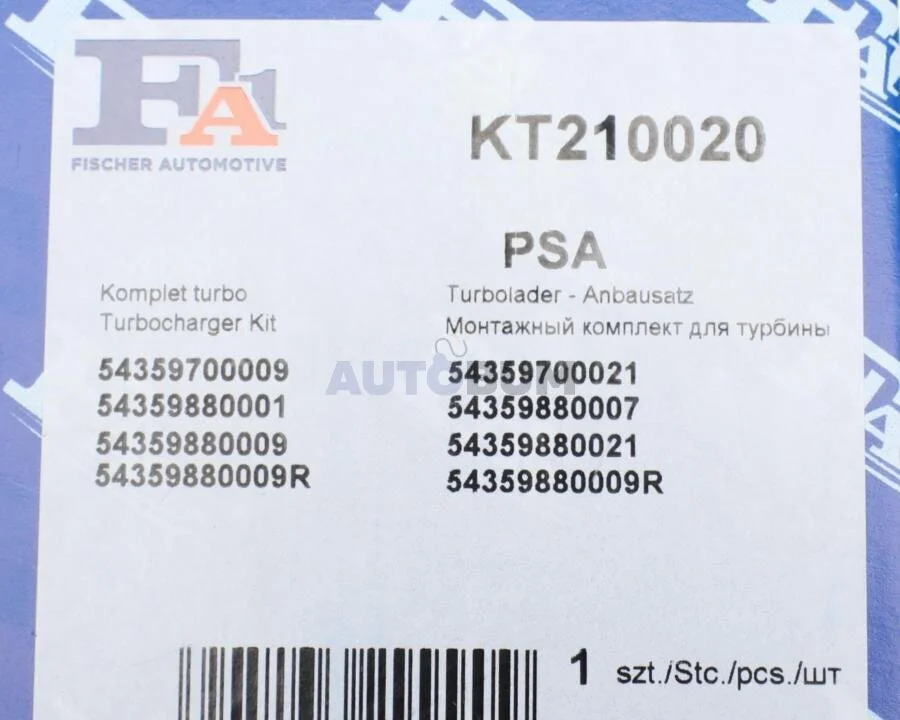 FA1
FISCHER AUTOMOTIVE
KT210020
PSA
Komplet turbo
Turbocharger Kit
Turbolader - Anbausatz
Монтажный комплект для турбины
54359700009
54359880001
54359880009
54359880009R
54359700021
54359880007
54359880021
54359880009R
AUTOBUM
1 szt./Stc./pcs./шт